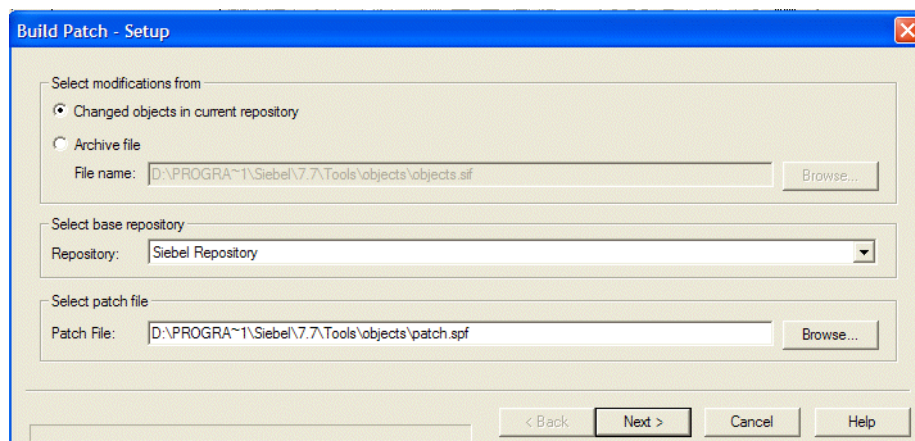 Build Patch - Setup
Select modifications from
Changed objects in current repository
Archive file
File name: D:\PROGRA~1\Siebel\7.7\Tools\objects\objects.sif Browse...
Select base repository
Repository: Siebel Repository
Select patch file
Patch File: D:\PROGRA~1\Siebel\7.7\Tools\objects\patch.spf Browse...
< Back Next > Cancel Help